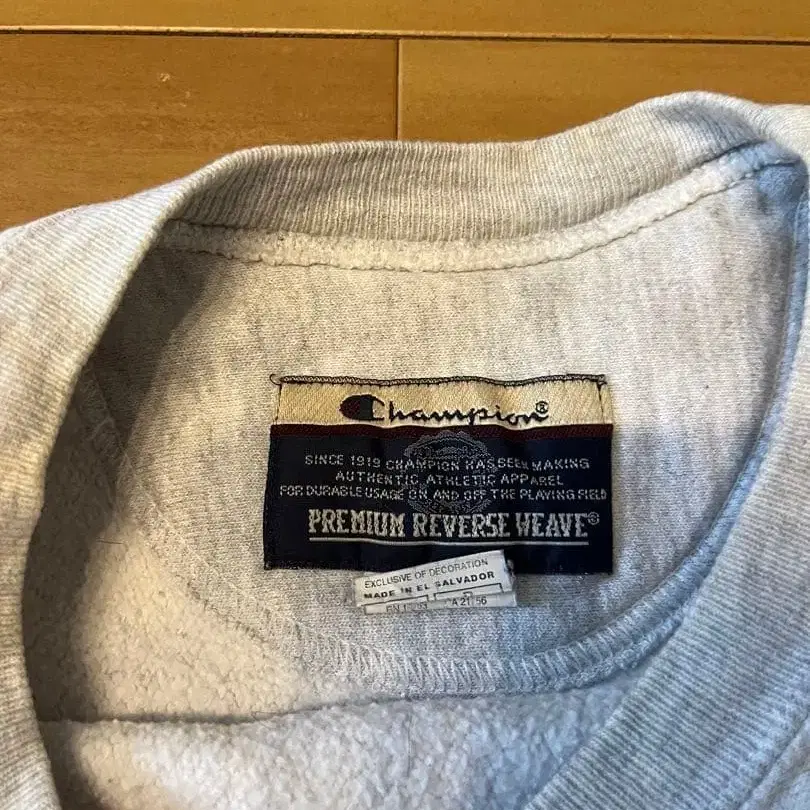 Champion®
SINCE 1919 CHAMPION HAS BEEN MAKING
AUTHENTIC ATHLETIC APPAREL
FOR DURABLE USAGE ON AND OFF THE PLAYING FIELD
PREMIUM REVERSE WEAVE®
EXCLUSIVE OF DECORATION
MADE IN EL SALVADOR